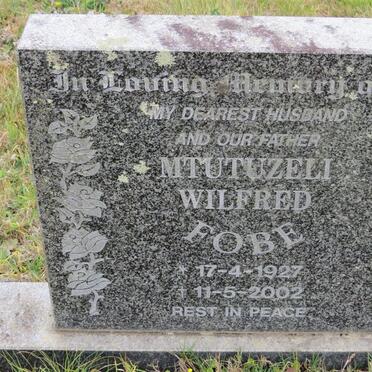 In Loving Memory o
MY DEAREST HUSBAND
AND OUR FATHER
MTUTUZELI
WILFRED
FOBE
* 17-4-1927
† 11-5-2002
REST IN PEACE